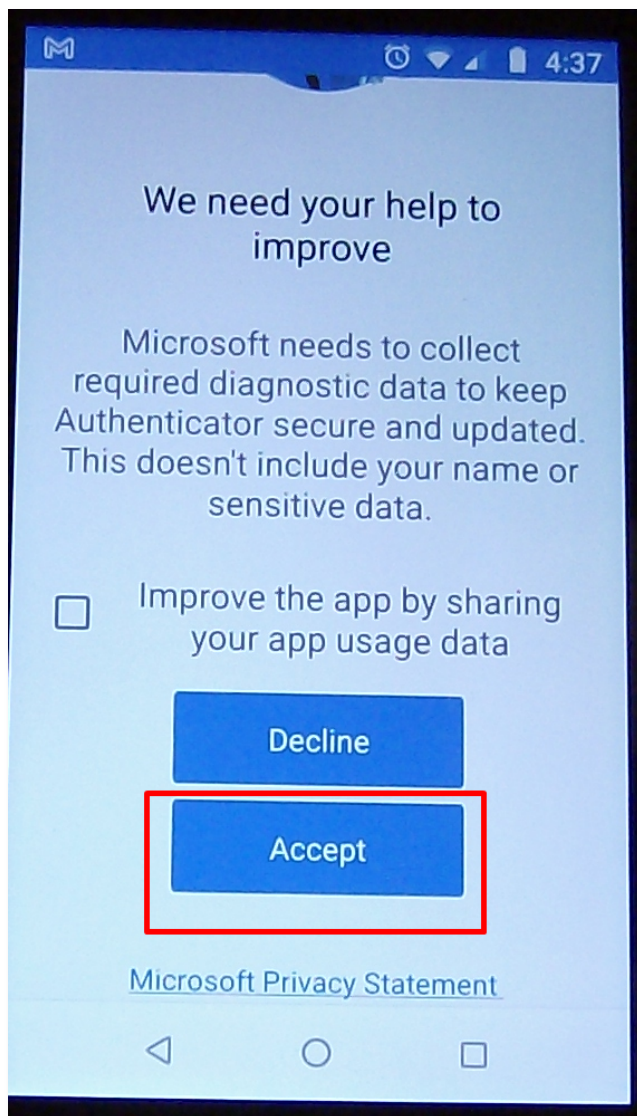 4:37
We need your help to
improve
Microsoft needs to collect
required diagnostic data to keep
Authenticator secure and updated.
This doesn't include your name or
sensitive data.
Improve the app by sharing
your app usage data
Decline
Accept
Microsoft Privacy Statement